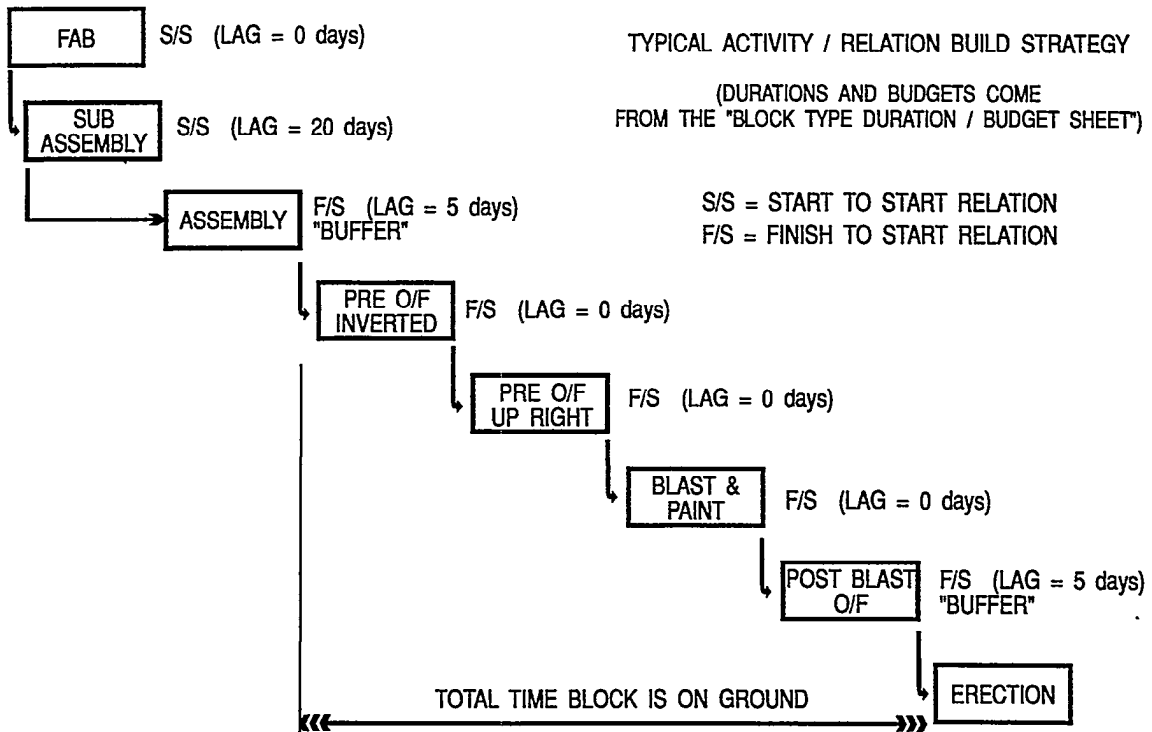 FAB
S/S (LAG = 0 days)
TYPICAL ACTIVITY / RELATION BUILD STRATEGY
(DURATIONS AND BUDGETS COME
FROM THE "BLOCK TYPE DURATION / BUDGET SHEET")
SUB
ASSEMBLY
S/S (LAG = 20 days)
ASSEMBLY
F/S (LAG = 5 days)
"BUFFER"
S/S = START TO START RELATION
F/S = FINISH TO START RELATION
PRE O/F
INVERTED
F/S (LAG = 0 days)
PRE O/F
UP RIGHT
F/S (LAG = 0 days)
BLAST &
PAINT
F/S (LAG = 0 days)
POST BLAST
O/F
F/S (LAG = 5 days)
"BUFFER"
ERECTION
TOTAL TIME BLOCK IS ON GROUND